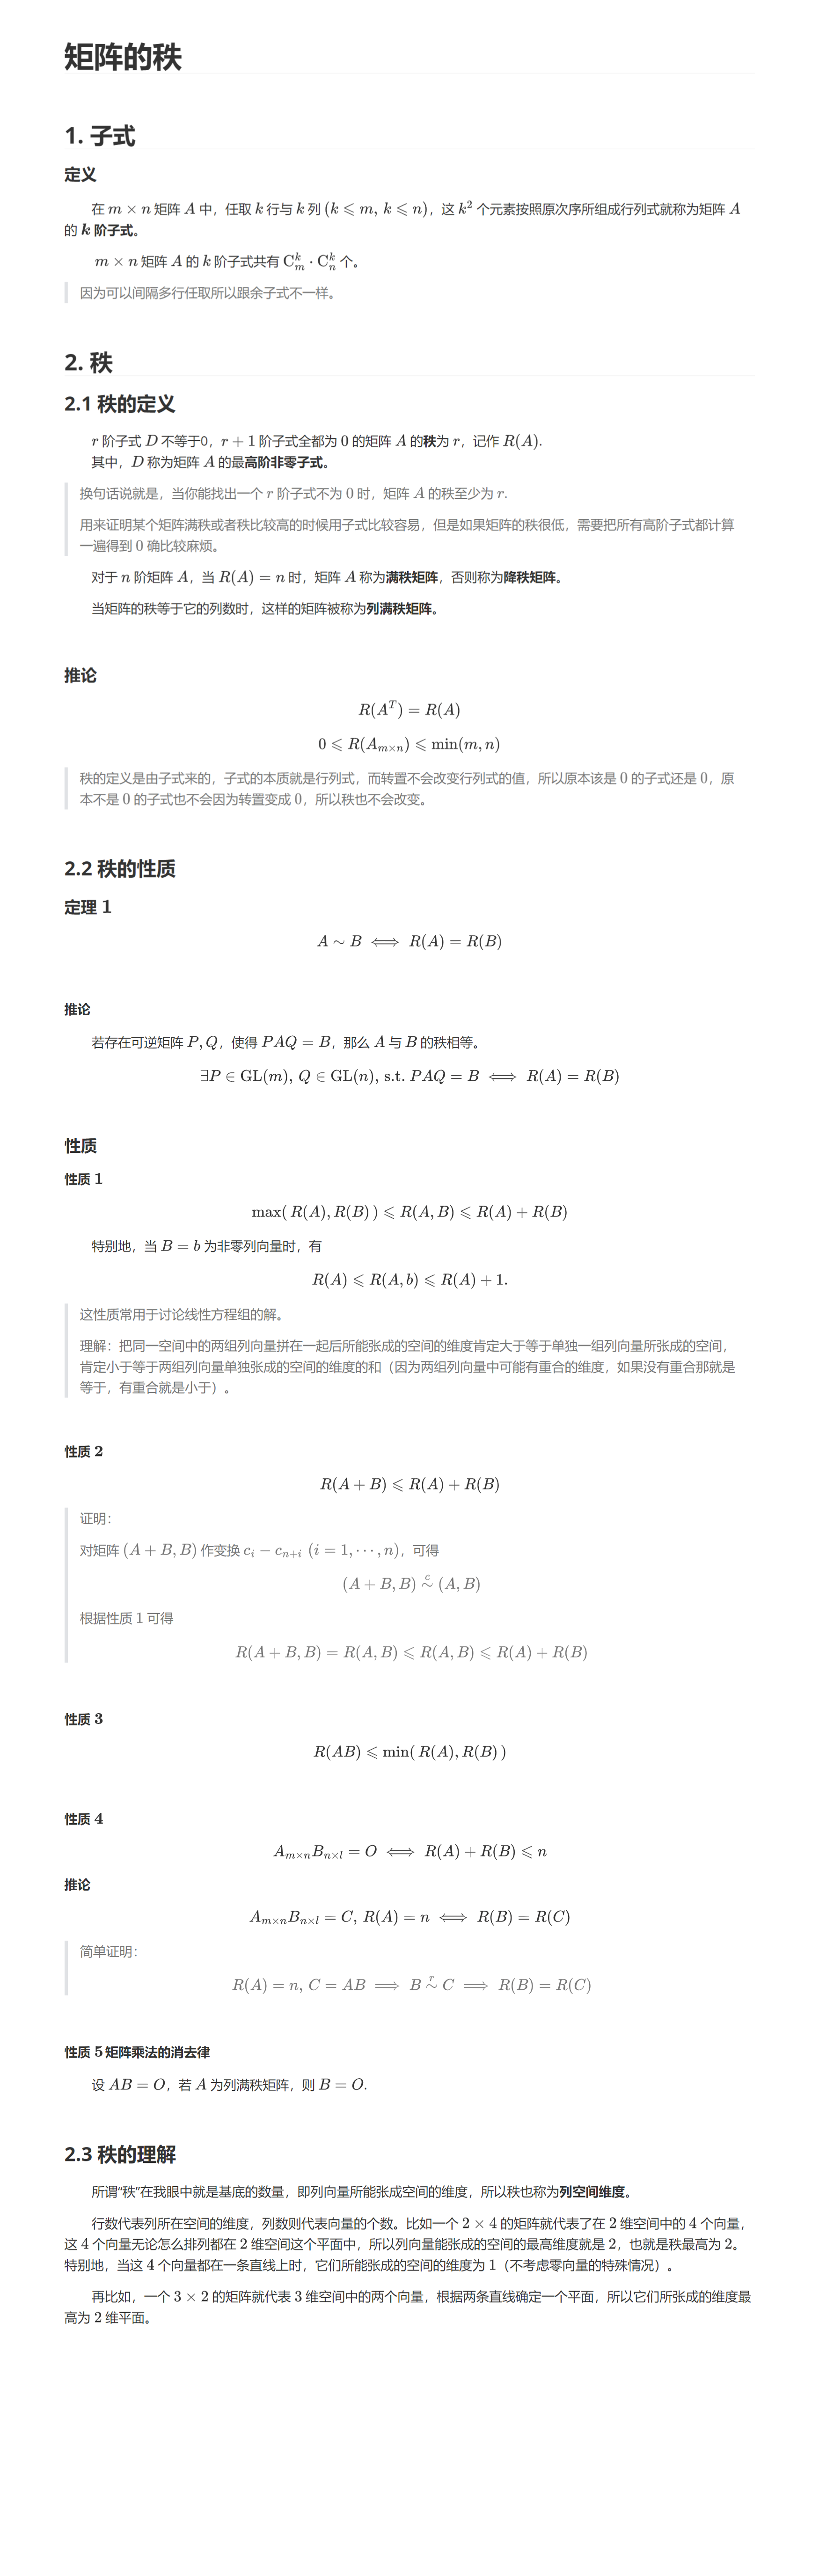 矩阵的秩
1. 子式
定义
在 m × n 矩阵 A 中，任取 k 行与 k 列 (k ⩽ m, k ⩽ n)，这 k² 个元素按照原次序所组成行列式就称为矩阵 A
的 k 阶子式。
m × n 矩阵 A 的 k 阶子式共有 C_m^k · C_n^k 个。
因为可以间隔多行任取所以跟余子式不一样。
2. 秩
2.1 秩的定义
r 阶子式 D 不等于0，r + 1 阶子式全都为 0 的矩阵 A 的秩为 r，记作 R(A).
其中，D 称为矩阵 A 的最高阶非零子式。
换句话说就是，当你能找出一个 r 阶子式不为 0 时，矩阵 A 的秩至少为 r.
用来证明某个矩阵满秩或者秩比较高的时候用子式比较容易，但是如果矩阵的秩很低，需要把所有高阶子式都计算
一遍得到 0 确比较麻烦。
对于 n 阶矩阵 A，当 R(A) = n 时，矩阵 A 称为满秩矩阵，否则称为降秩矩阵。
当矩阵的秩等于它的列数时，这样的矩阵被称为列满秩矩阵。
推论
R(A^T) = R(A)
0 ⩽ R(A_{m×n}) ⩽ min(m, n)
秩的定义是由子式来的，子式的本质就是行列式，而转置不会改变行列式的值，所以原本该是 0 的子式还是 0，原
本不是 0 的子式也不会因为转置变成 0，所以秩也不会改变。
2.2 秩的性质
定理 1
A ∼ B ⟺ R(A) = R(B)
推论
若存在可逆矩阵 P, Q，使得 PAQ = B，那么 A 与 B 的秩相等。
∃P ∈ GL(m), Q ∈ GL(n), s.t. PAQ = B ⟺ R(A) = R(B)
性质
性质 1
max( R(A), R(B) ) ⩽ R(A, B) ⩽ R(A) + R(B)
特别地，当 B = b 为非零列向量时，有
R(A) ⩽ R(A, b) ⩽ R(A) + 1.
这性质常用于讨论线性方程组的解。
理解：把同一空间中的两组列向量拼在一起后所能张成的空间的维度肯定大于等于单独一组列向量所张成的空间，
肯定小于等于两组列向量单独张成的空间的维度的和（因为两组列向量中可能有重合的维度，如果没有重合那就是
等于，有重合就是小于）。
性质 2
R(A + B) ⩽ R(A) + R(B)
证明：
对矩阵 (A + B, B) 作变换 c_i − c_{n+i} (i = 1, ⋯ , n)，可得
(A + B, B) \overset{c}{∼} (A, B)
根据性质 1 可得
R(A + B, B) = R(A, B) ⩽ R(A, B) ⩽ R(A) + R(B)
性质 3
R(AB) ⩽ min( R(A), R(B) )
性质 4
A_{m×n}B_{n×l} = O ⟺ R(A) + R(B) ⩽ n
推论
A_{m×n}B_{n×l} = C, R(A) = n ⟺ R(B) = R(C)
简单证明：
R(A) = n, C = AB ⟹ B \overset{r}{∼} C ⟹ R(B) = R(C)
性质 5 矩阵乘法的消去律
设 AB = O，若 A 为列满秩矩阵，则 B = O.
2.3 秩的理解
所谓“秩”在我眼中就是基底的数量，即列向量所能张成空间的维度，所以秩也称为列空间维度。
行数代表列所在空间的维度，列数则代表向量的个数。比如一个 2 × 4 的矩阵就代表了在 2 维空间中的 4 个向量，
这 4 个向量无论怎么排列都在 2 维空间这个平面中，所以列向量能张成的空间的最高维度就是 2，也就是秩最高为 2。
特别地，当这 4 个向量都在一条直线上时，它们所能张成的空间的维度为 1（不考虑零向量的特殊情况）。
再比如，一个 3 × 2 的矩阵就代表 3 维空间中的两个向量，根据两条直线确定一个平面，所以它们所张成的维度最
高为 2 维平面。